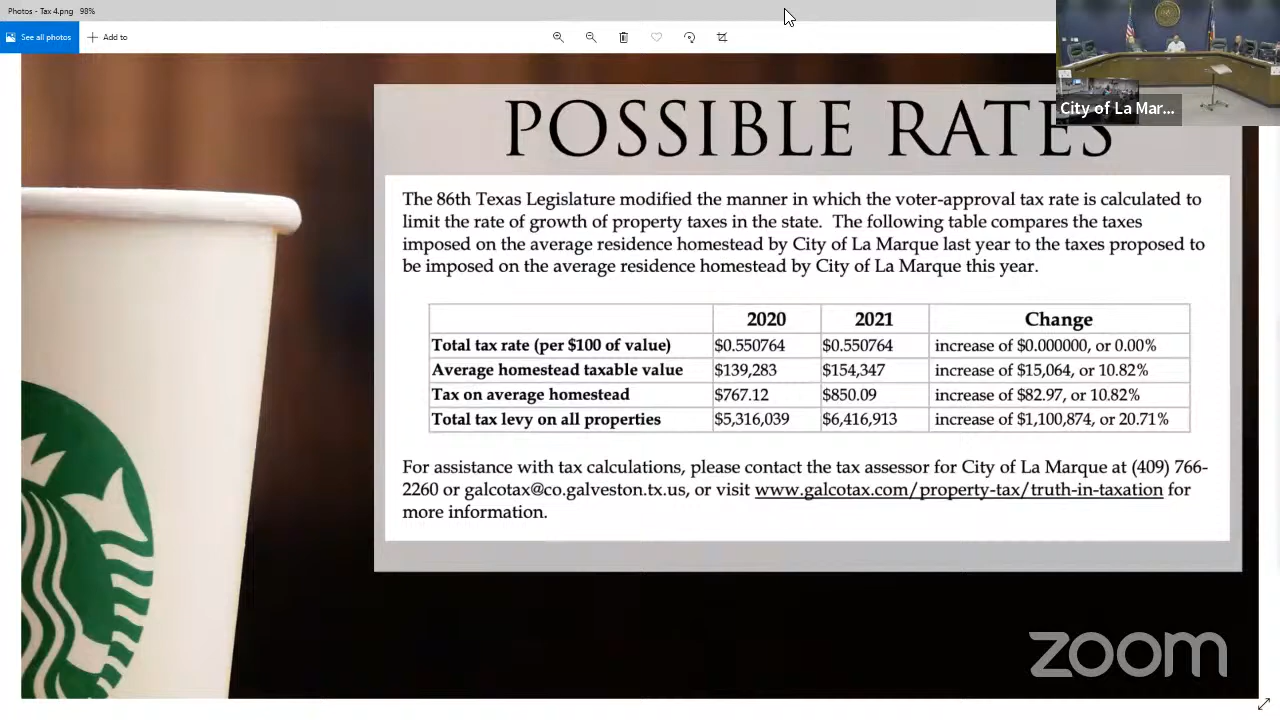 Photos - Tax 4.png   98%
See all photos
Add to
City of La Mar...
POSSIBLE RATES
The 86th Texas Legislature modified the manner in which the voter-approval tax rate is calculated to
limit the rate of growth of property taxes in the state.  The following table compares the taxes
imposed on the average residence homestead by City of La Marque last year to the taxes proposed to
be imposed on the average residence homestead by City of La Marque this year.
2020 2021 Change
Total tax rate (per $100 of value) $0.550764 $0.550764 increase of $0.000000, or 0.00%
Average homestead taxable value $139,283 $154,347 increase of $15,064, or 10.82%
Tax on average homestead $767.12 $850.09 increase of $82.97, or 10.82%
Total tax levy on all properties $5,316,039 $6,416,913 increase of $1,100,874, or 20.71%
For assistance with tax calculations, please contact the tax assessor for City of La Marque at (409) 766-
2260 or galcotax@co.galveston.tx.us, or visit www.galcotax.com/property-tax/truth-in-taxation for
more information.
zoom